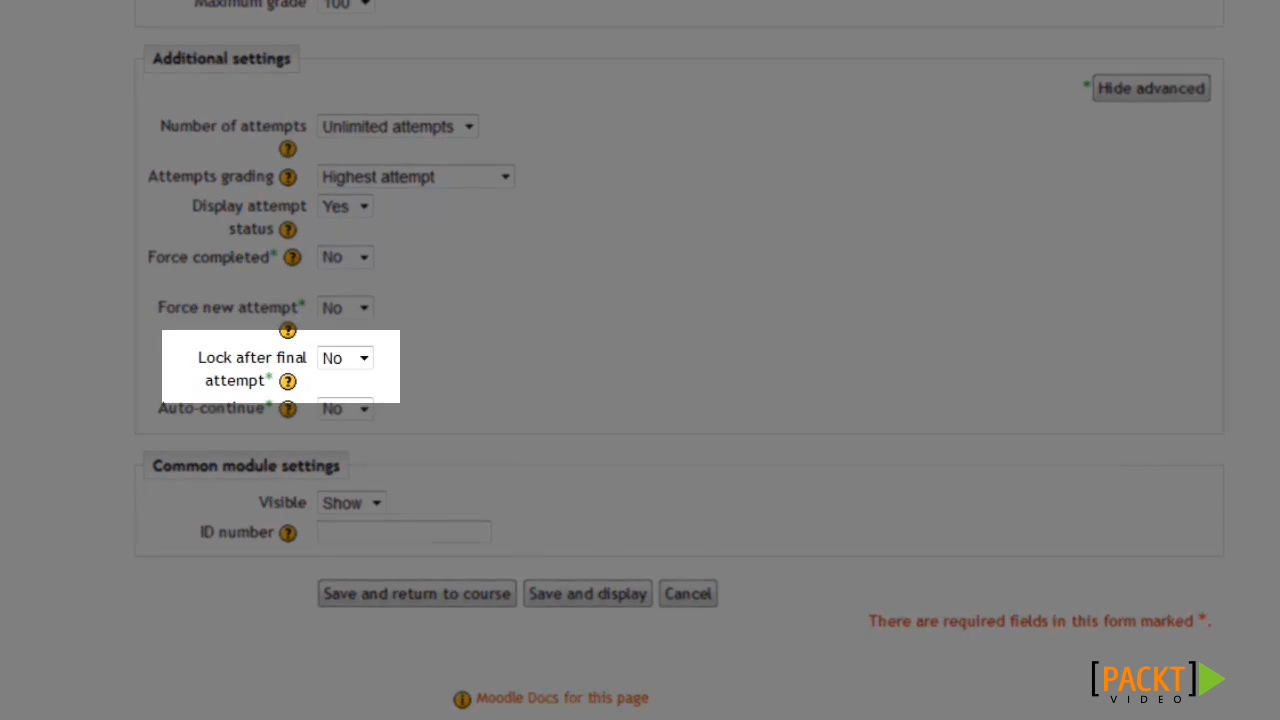 Maximum grade 100
Additional settings
* Hide advanced
Number of attempts Unlimited attempts
?
Attempts grading ? Highest attempt
Display attempt Yes
status ?
Force completed* ? No
Force new attempt* No
?
Lock after final No
attempt* ?
Auto-continue* ? No
Common module settings
Visible Show
ID number ?
Save and return to course Save and display Cancel
There are required fields in this form marked *.
[PACKT]
VIDEO
i Moodle Docs for this page